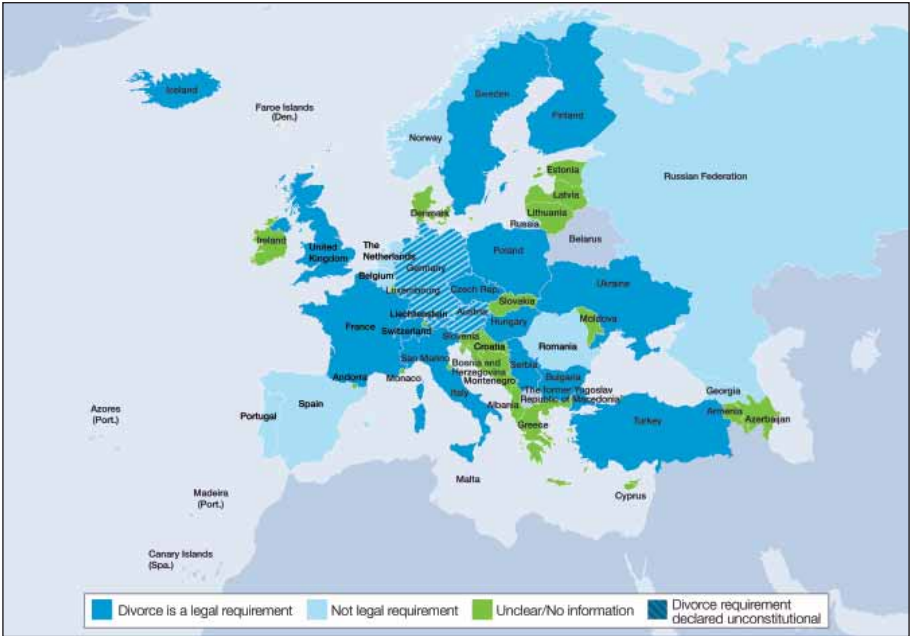 Iceland
Faroe Islands
(Den.)
Sweden
Finland
Norway
Russian Federation
Estonia
Latvia
Lithuania
Denmark
Russia
Belarus
Ireland
United
Kingdom
The
Netherlands
Germany
Poland
Belgium
Luxembourg
Czech Rep.
Ukraine
Slovakia
Liechtenstein
Austria
Moldova
France
Switzerland
Hungary
Slovenia
Croatia
Romania
San Marino
Bosnia and
Herzegovina
Serbia
Andorra
Monaco
Italy
Montenegro
Bulgaria
'The former Yugoslav
Republic of Macedonia'
Georgia
Azores
(Port.)
Portugal
Spain
Albania
Armenia
Azerbaijan
Greece
Turkey
Malta
Cyprus
Madeira
(Port.)
Canary Islands
(Spa.)
Divorce is a legal requirement
Not legal requirement
Unclear/No information
Divorce requirement
declared unconstitutional